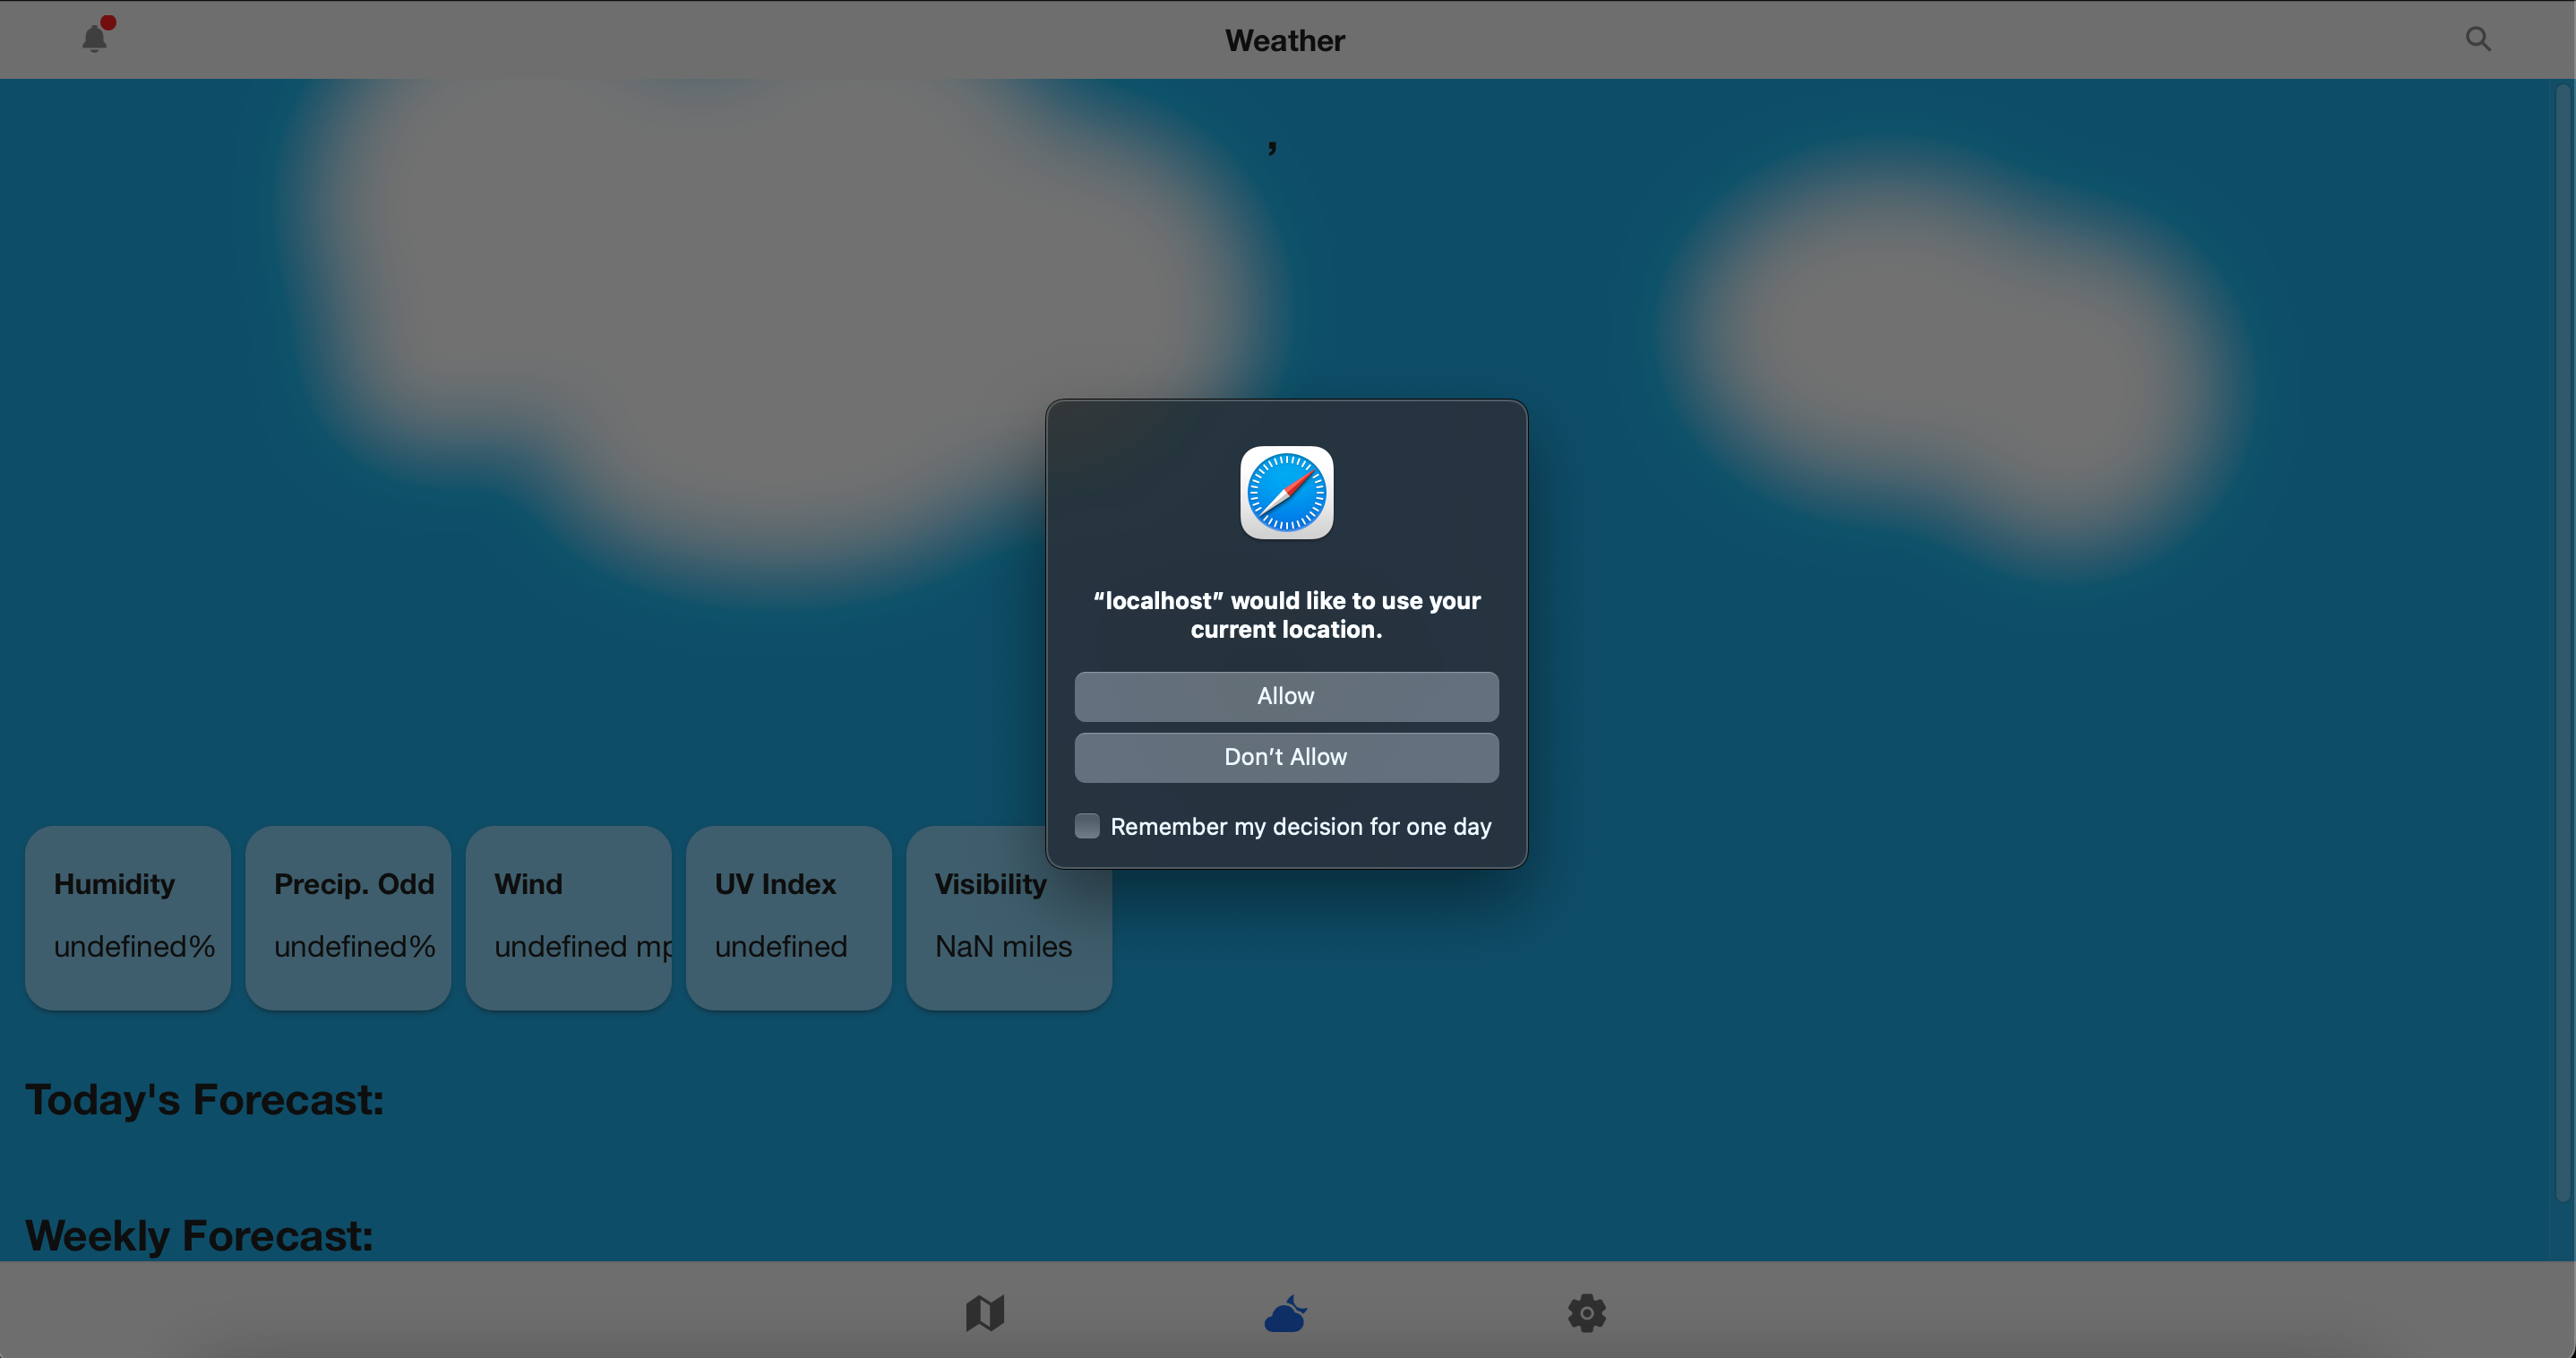 Weather
,
“localhost” would like to use your
current location.
Allow
Don’t Allow
Remember my decision for one day
Humidity
undefined%
Precip. Odd
undefined%
Wind
undefined mp
UV Index
undefined
Visibility
NaN miles
Today's Forecast:
Weekly Forecast: